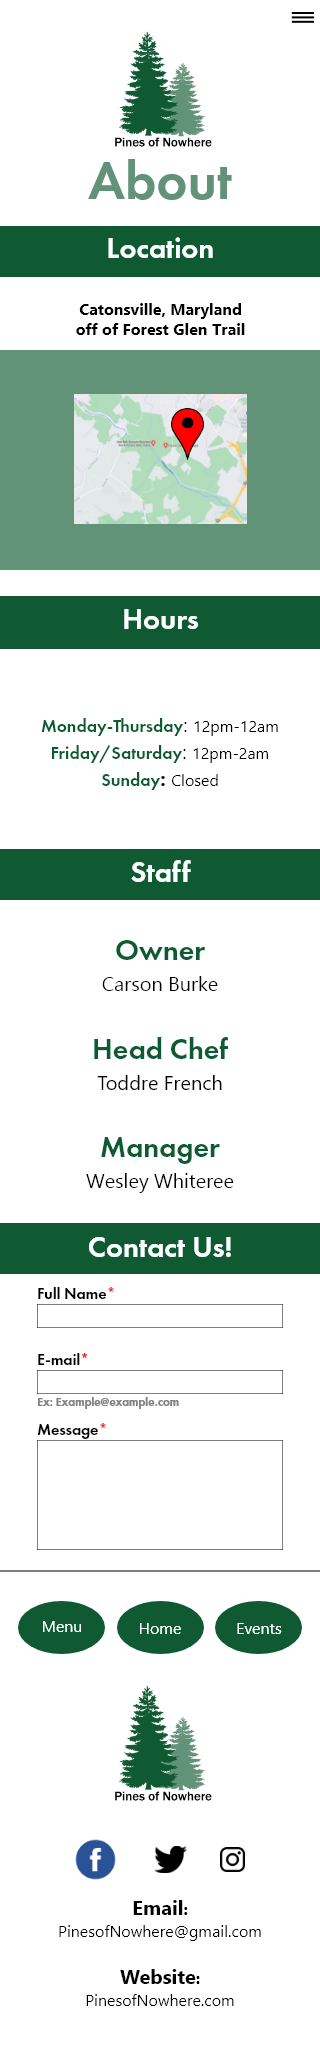 Pines of Nowhere
About
Location
Catonsville, Maryland
off of Forest Glen Trail
Hours
Monday-Thursday: 12pm-12am
Friday/Saturday: 12pm-2am
Sunday: Closed
Staff
Owner
Carson Burke
Head Chef
Toddre French
Manager
Wesley Whiteree
Contact Us!
Full Name*
E-mail*
Ex: Example@example.com
Message*
Menu
Home
Events
Pines of Nowhere
Email:
PinesofNowhere@gmail.com
Website:
PinesofNowhere.com